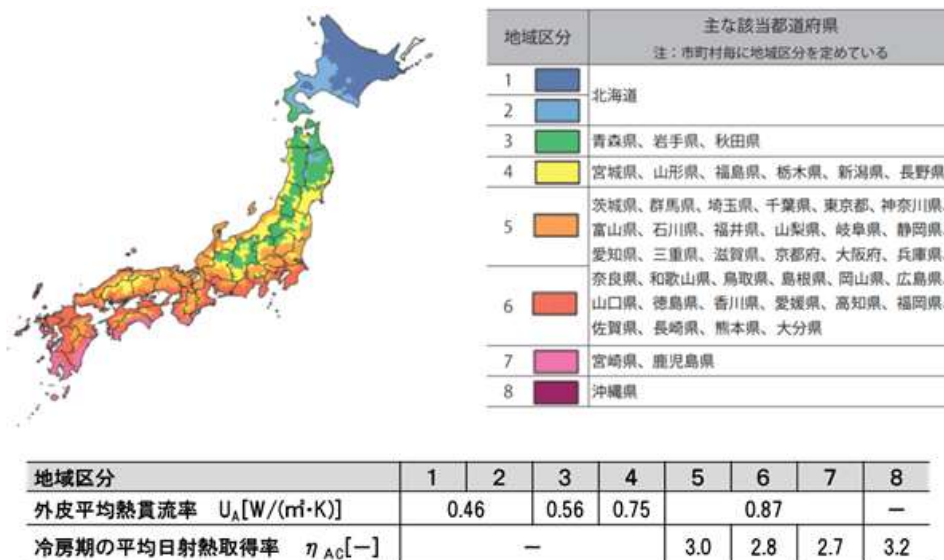 地域区分 主な該当都道府県
注：市町村毎に地域区分を定めている
1 北海道
2
3 青森県、岩手県、秋田県
4 宮城県、山形県、福島県、栃木県、新潟県、長野県
5 茨城県、群馬県、埼玉県、千葉県、東京都、神奈川県、
富山県、石川県、福井県、山梨県、岐阜県、静岡県、
愛知県、三重県、滋賀県、京都府、大阪府、兵庫県、
6 奈良県、和歌山県、鳥取県、島根県、岡山県、広島県、
山口県、徳島県、香川県、愛媛県、高知県、福岡県、
佐賀県、長崎県、熊本県、大分県
7 宮崎県、鹿児島県
8 沖縄県
地域区分 1 2 3 4 5 6 7 8
外皮平均熱貫流率 UA[W/(㎡・K)] 0.46 0.56 0.75 0.87 ―
冷房期の平均日射熱取得率 ηAC[―] ― 3.0 2.8 2.7 3.2